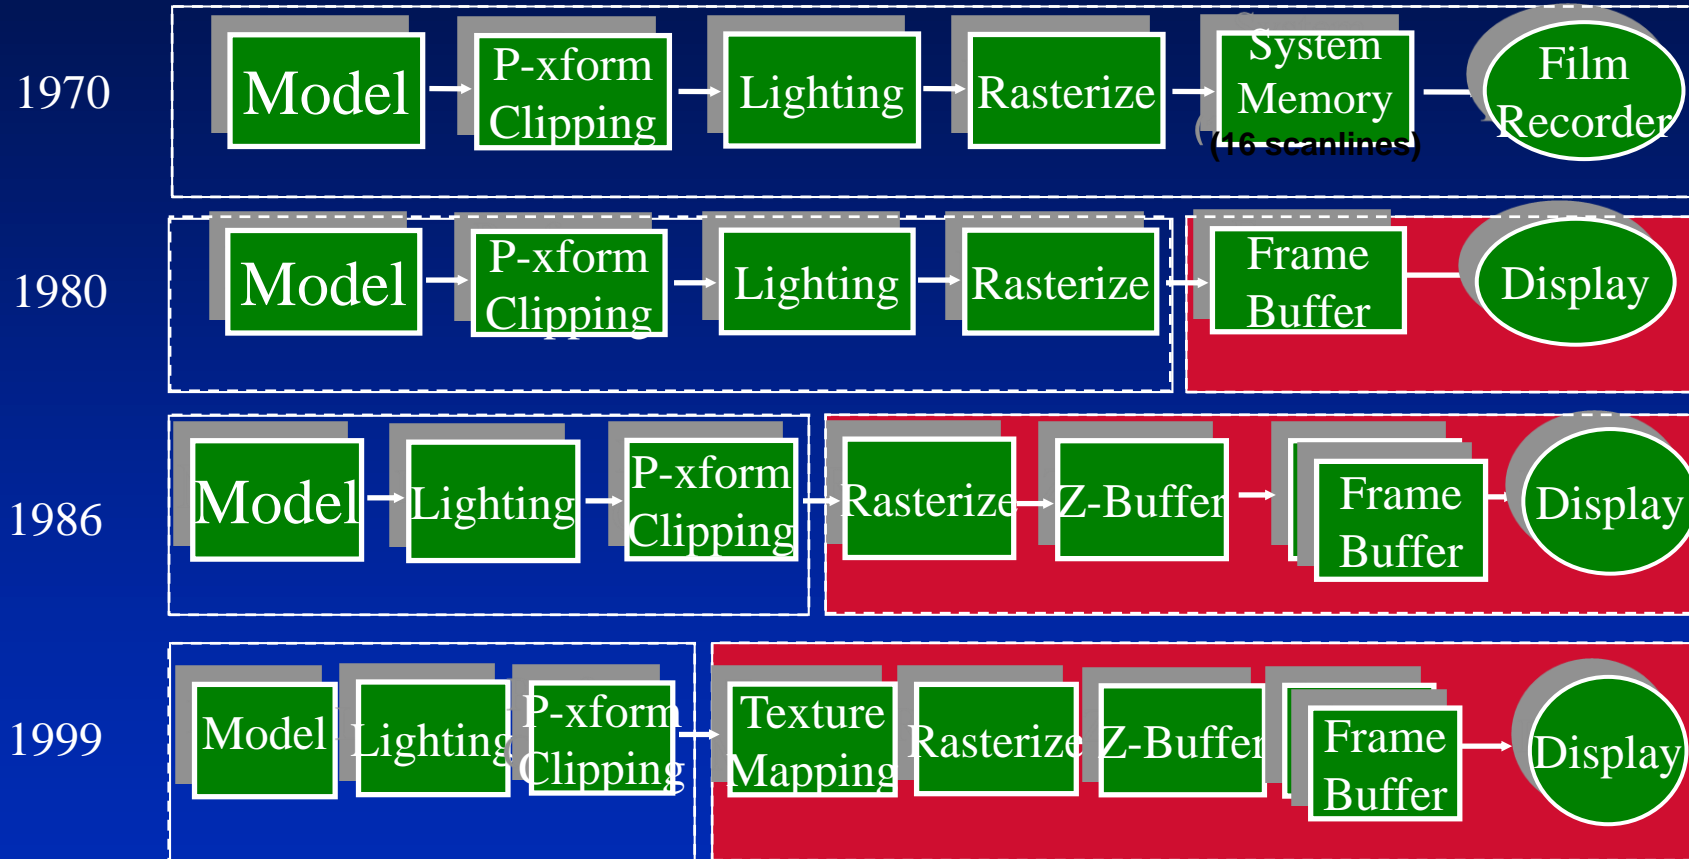 1970
Model
P-xform
Clipping
Lighting
Rasterize
System
Memory
(16 scanlines)
Film
Recorder
1980
Model
P-xform
Clipping
Lighting
Rasterize
Frame
Buffer
Display
1986
Model
Lighting
P-xform
Clipping
Rasterize
Z-Buffer
Frame
Buffer
Display
1999
Model
Lighting
P-xform
Clipping
Texture
Mapping
Rasterize
Z-Buffer
Frame
Buffer
Display